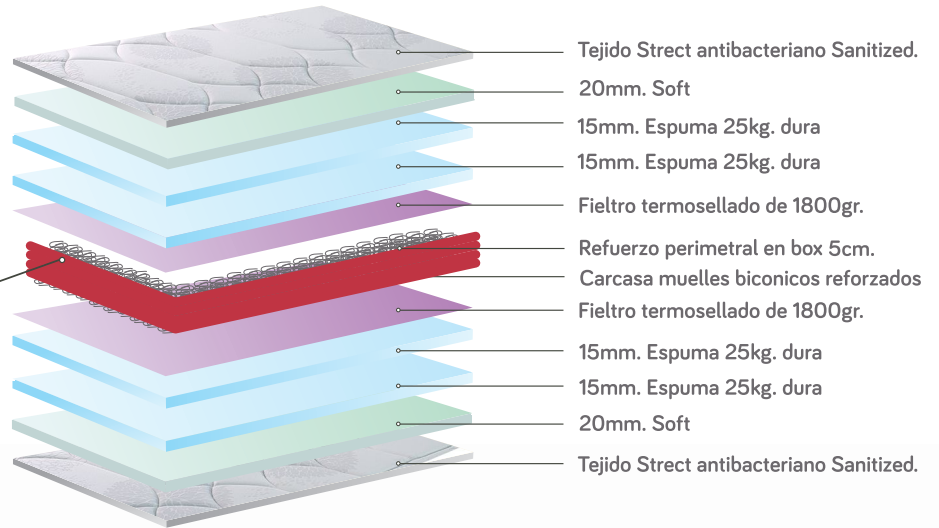 Tejido Strect antibacteriano Sanitized.
20mm. Soft
15mm. Espuma 25kg. dura
15mm. Espuma 25kg. dura
Fieltro termosellado de 1800gr.
Refuerzo perimetral en box 5cm.
Carcasa muelles biconicos reforzados
Fieltro termosellado de 1800gr.
15mm. Espuma 25kg. dura
15mm. Espuma 25kg. dura
20mm. Soft
Tejido Strect antibacteriano Sanitized.